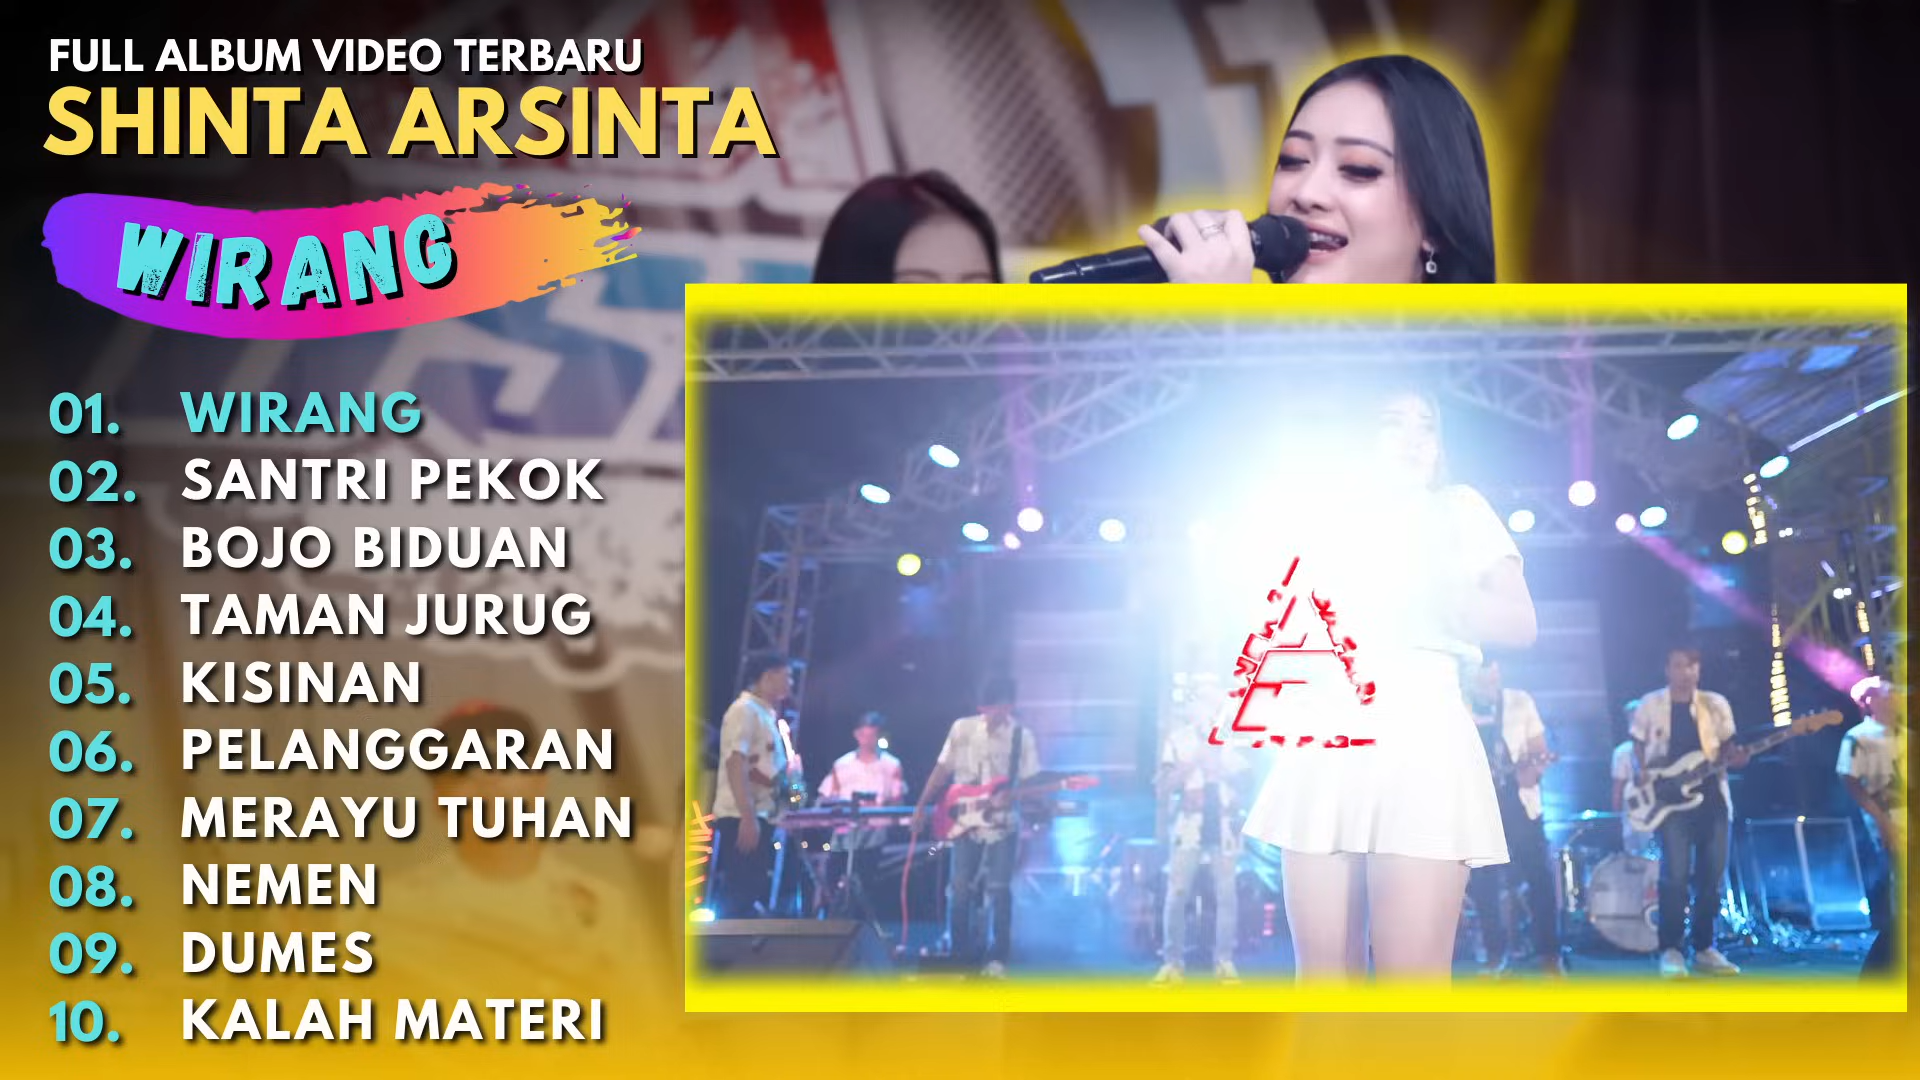 FULL ALBUM VIDEO TERBARU
SHINTA ARSINTA
WIRANG
01. WIRANG
02. SANTRI PEKOK
03. BOJO BIDUAN
04. TAMAN JURUG
05. KISINAN
06. PELANGGARAN
07. MERAYU TUHAN
08. NEMEN
09. DUMES
10. KALAH MATERI